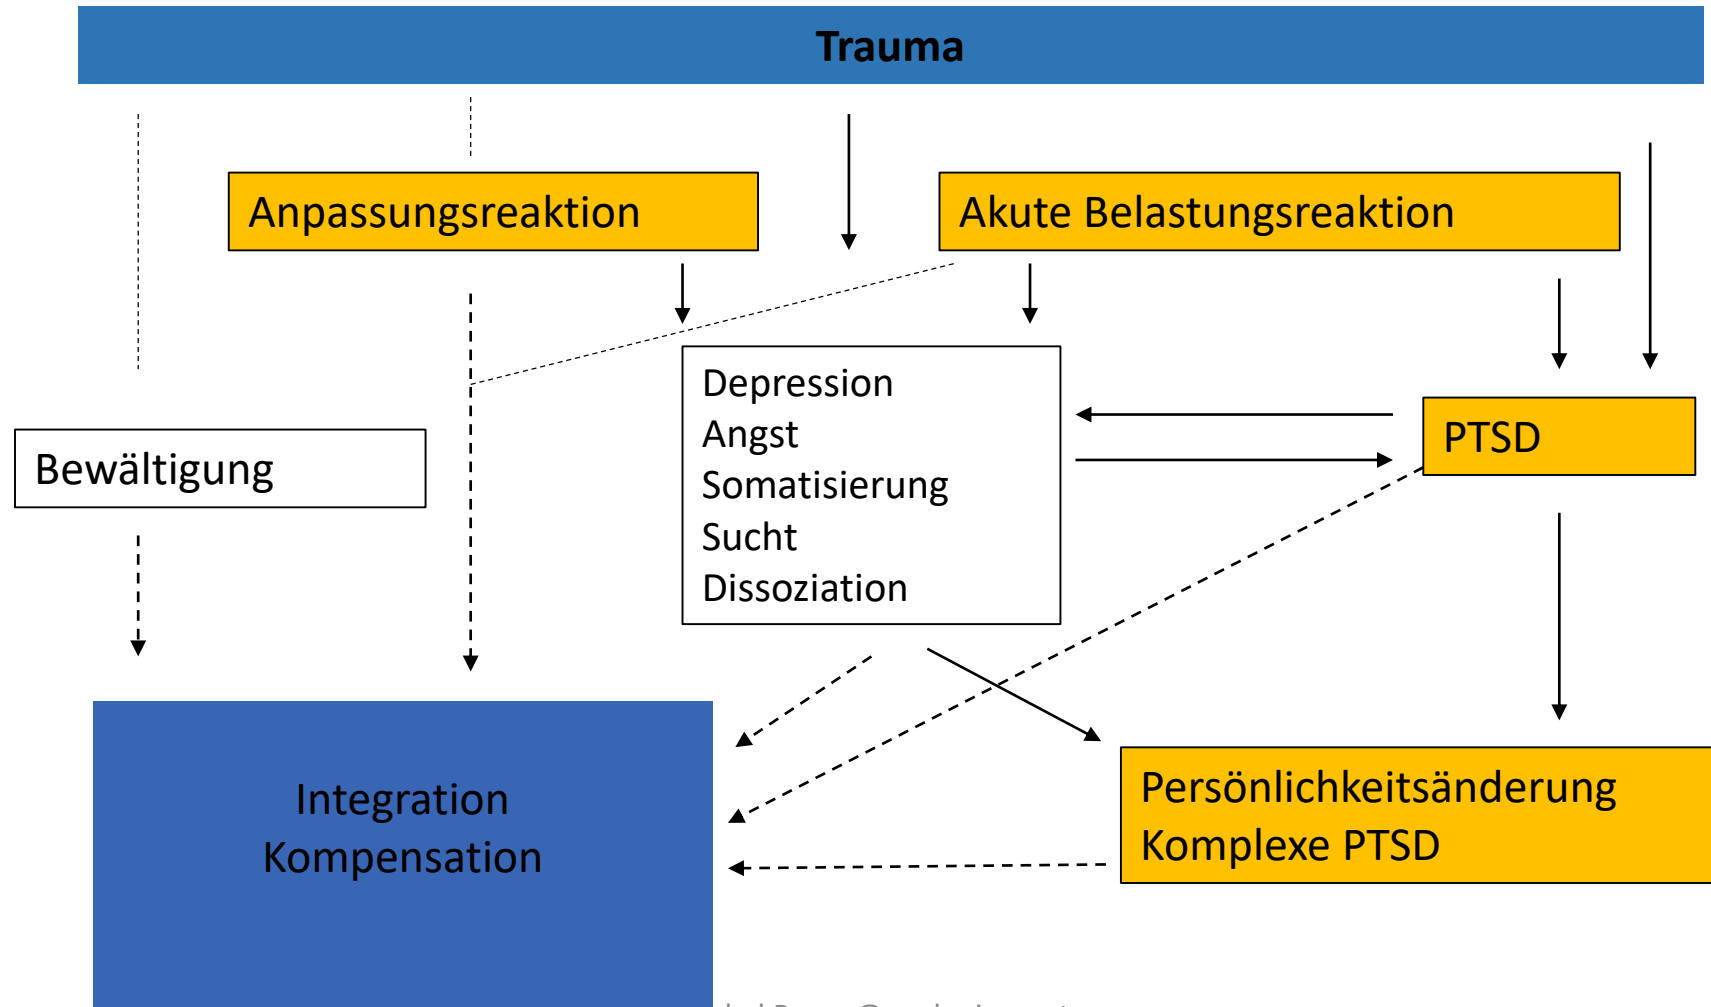 Trauma
Anpassungsreaktion
Akute Belastungsreaktion
Depression
Angst
Somatisierung
Sucht
Dissoziation
PTSD
Bewältigung
Integration
Kompensation
Persönlichkeitsänderung
Komplexe PTSD